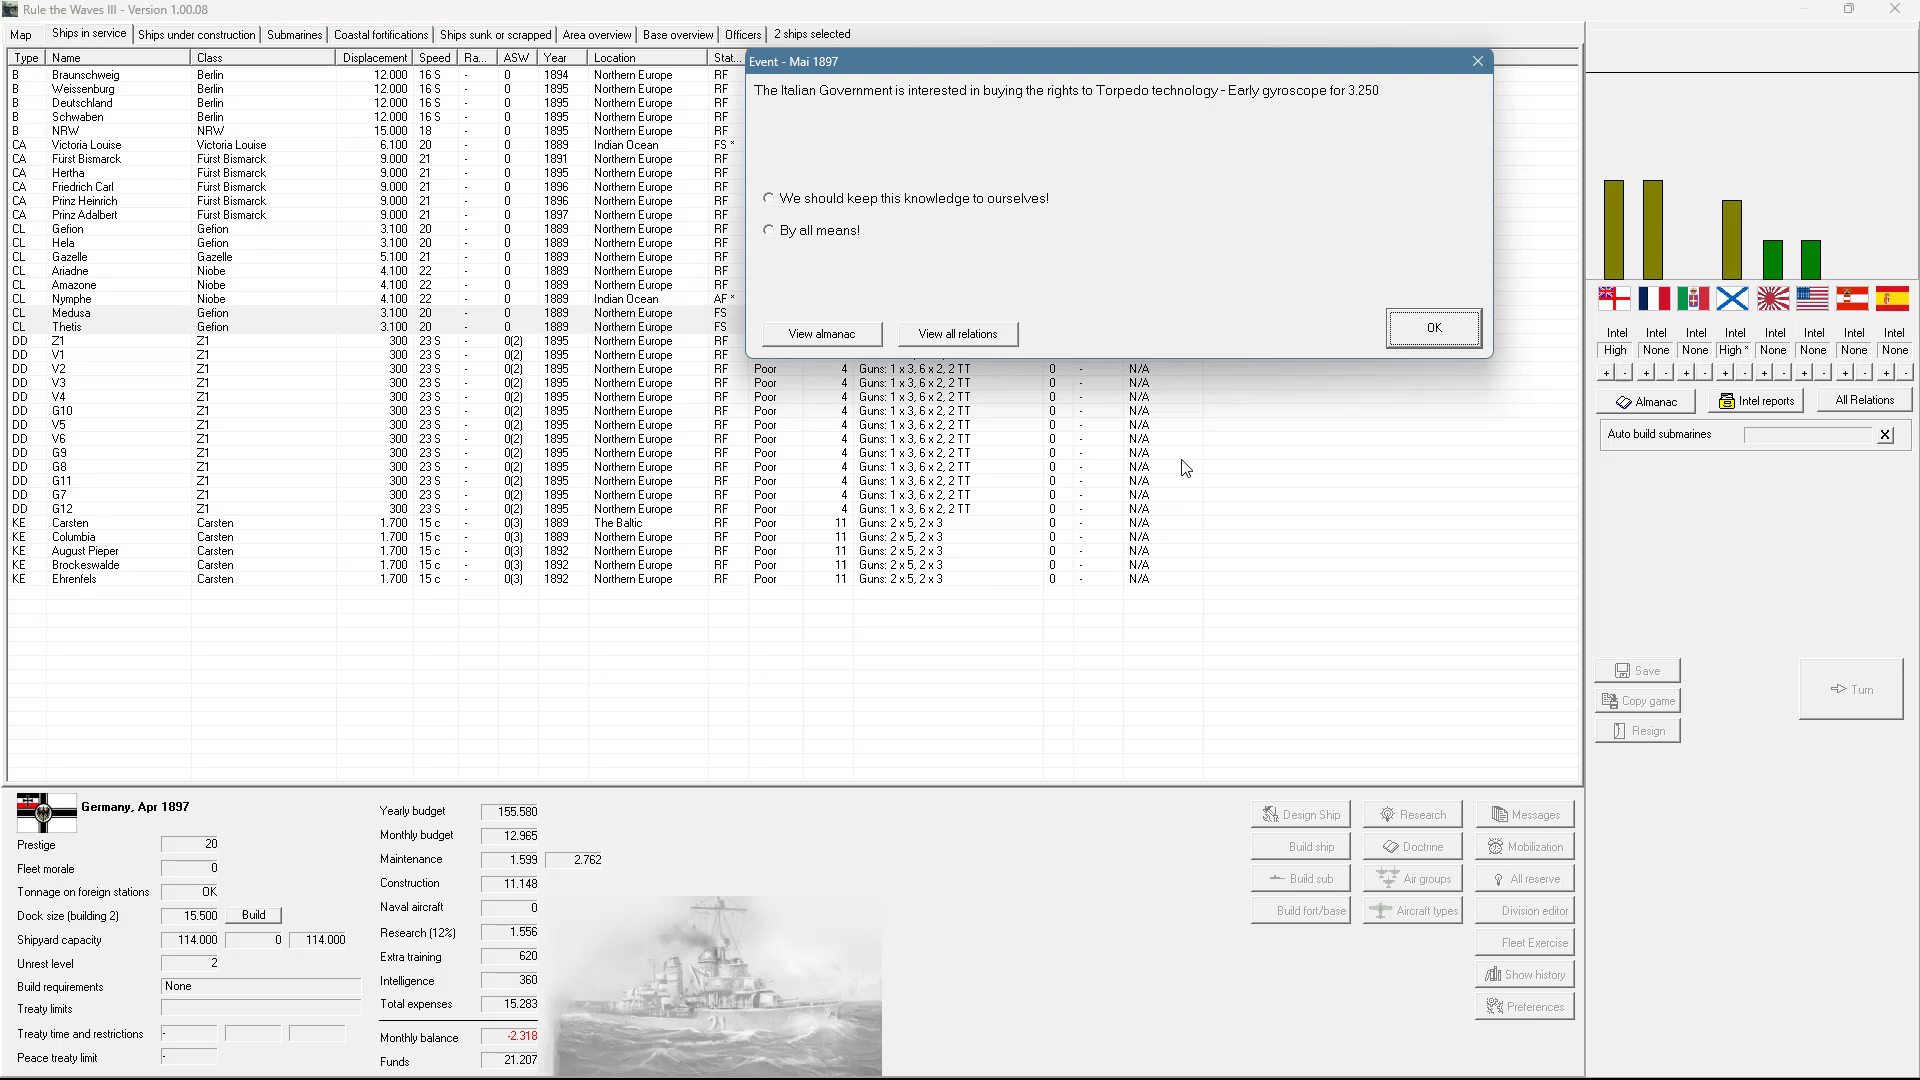 Rule the Waves III - Version 1.00.08
Map Ships in service Ships under construction Submarines Coastal fortifications Ships sunk or scrapped Area overview Base overview Officers 2 ships selected
Type Name Class Displacement Speed Ra... ASW Year Location Stat...
B Braunschweig Berlin 12.000 16 S - 0 1894 Northern Europe RF
B Weissenburg Berlin 12.000 16 S - 0 1895 Northern Europe RF
B Deutschland Berlin 12.000 16 S - 0 1895 Northern Europe RF
B Schwaben Berlin 12.000 16 S - 0 1895 Northern Europe RF
B NRW NRW 15.000 18 - 0 1895 Northern Europe RF
CA Victoria Louise Victoria Louise 6.100 20 - 0 1889 Indian Ocean FS *
CA Fürst Bismarck Fürst Bismarck 9.000 21 - 0 1891 Northern Europe RF
CA Hertha Fürst Bismarck 9.000 21 - 0 1895 Northern Europe RF
CA Friedrich Carl Fürst Bismarck 9.000 21 - 0 1896 Northern Europe RF
CA Prinz Heinrich Fürst Bismarck 9.000 21 - 0 1896 Northern Europe RF
CA Prinz Adalbert Fürst Bismarck 9.000 21 - 0 1897 Northern Europe RF
CL Gefion Gefion 3.100 20 - 0 1889 Northern Europe RF
CL Hela Gefion 3.100 20 - 0 1889 Northern Europe RF
CL Gazelle Gazelle 5.100 21 - 0 1889 Northern Europe RF
CL Ariadne Niobe 4.100 22 - 0 1889 Northern Europe RF
CL Amazone Niobe 4.100 22 - 0 1889 Northern Europe RF
CL Nymphe Niobe 4.100 22 - 0 1889 Indian Ocean AF *
CL Medusa Gefion 3.100 20 - 0 1889 Northern Europe FS
CL Thetis Gefion 3.100 20 - 0 1889 Northern Europe FS
DD Z1 Z1 300 23 S - 0(2) 1895 Northern Europe RF
DD V1 Z1 300 23 S - 0(2) 1895 Northern Europe RF
DD V2 Z1 300 23 S - 0(2) 1895 Northern Europe RF Poor 4 Guns: 1 x 3, 6 x 2, 2 TT 0 - N/A
DD V3 Z1 300 23 S - 0(2) 1895 Northern Europe RF Poor 4 Guns: 1 x 3, 6 x 2, 2 TT 0 - N/A
DD V4 Z1 300 23 S - 0(2) 1895 Northern Europe RF Poor 4 Guns: 1 x 3, 6 x 2, 2 TT 0 - N/A
DD G10 Z1 300 23 S - 0(2) 1895 Northern Europe RF Poor 4 Guns: 1 x 3, 6 x 2, 2 TT 0 - N/A
DD V5 Z1 300 23 S - 0(2) 1895 Northern Europe RF Poor 4 Guns: 1 x 3, 6 x 2, 2 TT 0 - N/A
DD V6 Z1 300 23 S - 0(2) 1895 Northern Europe RF Poor 4 Guns: 1 x 3, 6 x 2, 2 TT 0 - N/A
DD G9 Z1 300 23 S - 0(2) 1895 Northern Europe RF Poor 4 Guns: 1 x 3, 6 x 2, 2 TT 0 - N/A
DD G8 Z1 300 23 S - 0(2) 1895 Northern Europe RF Poor 4 Guns: 1 x 3, 6 x 2, 2 TT 0 - N/A
DD G11 Z1 300 23 S - 0(2) 1895 Northern Europe RF Poor 4 Guns: 1 x 3, 6 x 2, 2 TT 0 - N/A
DD G7 Z1 300 23 S - 0(2) 1895 Northern Europe RF Poor 4 Guns: 1 x 3, 6 x 2, 2 TT 0 - N/A
DD G12 Z1 300 23 S - 0(2) 1895 Northern Europe RF Poor 4 Guns: 1 x 3, 6 x 2, 2 TT 0 - N/A
KE Carsten Carsten 1.700 15 c - 0(3) 1889 The Baltic RF Poor 11 Guns: 2 x 5, 2 x 3 0 - N/A
KE Columbia Carsten 1.700 15 c - 0(3) 1889 Northern Europe RF Poor 11 Guns: 2 x 5, 2 x 3 0 - N/A
KE August Pieper Carsten 1.700 15 c - 0(3) 1892 Northern Europe RF Poor 11 Guns: 2 x 5, 2 x 3 0 - N/A
KE Brockeswalde Carsten 1.700 15 c - 0(3) 1892 Northern Europe RF Poor 11 Guns: 2 x 5, 2 x 3 0 - N/A
KE Ehrenfels Carsten 1.700 15 c - 0(3) 1892 Northern Europe RF Poor 11 Guns: 2 x 5, 2 x 3 0 - N/A
Event - Mai 1897
The Italian Government is interested in buying the rights to Torpedo technology - Early gyroscope for 3.250
We should keep this knowledge to ourselves!
By all means!
View almanac View all relations OK
Intel Intel Intel Intel Intel Intel Intel Intel
High None None High * None None None None
+ - + - + - + - + - + - + - + -
Almanac Intel reports All Relations
Auto build submarines X
Save
Copy game
Resign
Turn
Germany, Apr 1897
Prestige 20
Fleet morale 0
Tonnage on foreign stations OK
Dock size (building 2) 15.500 Build
Shipyard capacity 114.000 0 114.000
Unrest level 2
Build requirements None
Treaty limits
Treaty time and restrictions -
Peace treaty limit -
Yearly budget 155.580
Monthly budget 12.965
Maintenance 1.599 2.762
Construction 11.148
Naval aircraft 0
Research (12%) 1.556
Extra training 620
Intelligence 360
Total expenses 15.283
Monthly balance -2.318
Funds 21.207
Design Ship Research Messages
Build ship Doctrine Mobilization
Build sub Air groups All reserve
Build fort/base Aircraft types Division editor
Fleet Exercise
Show history
Preferences